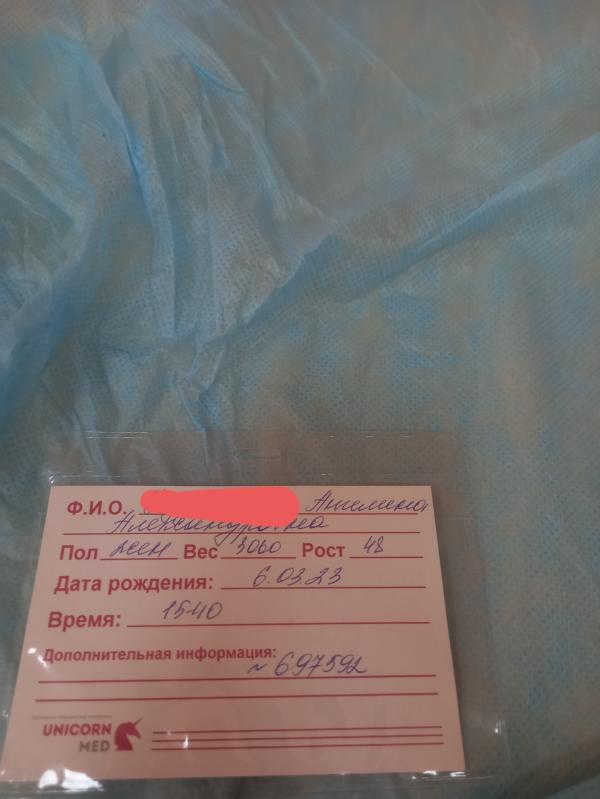 Ф.И.О. Ангелина
Александровна
Пол жен Вес 3060 Рост 48
Дата рождения: 6.03.23
Время: 15-40
Дополнительная информация:
№ 697592
UNICORN
MED